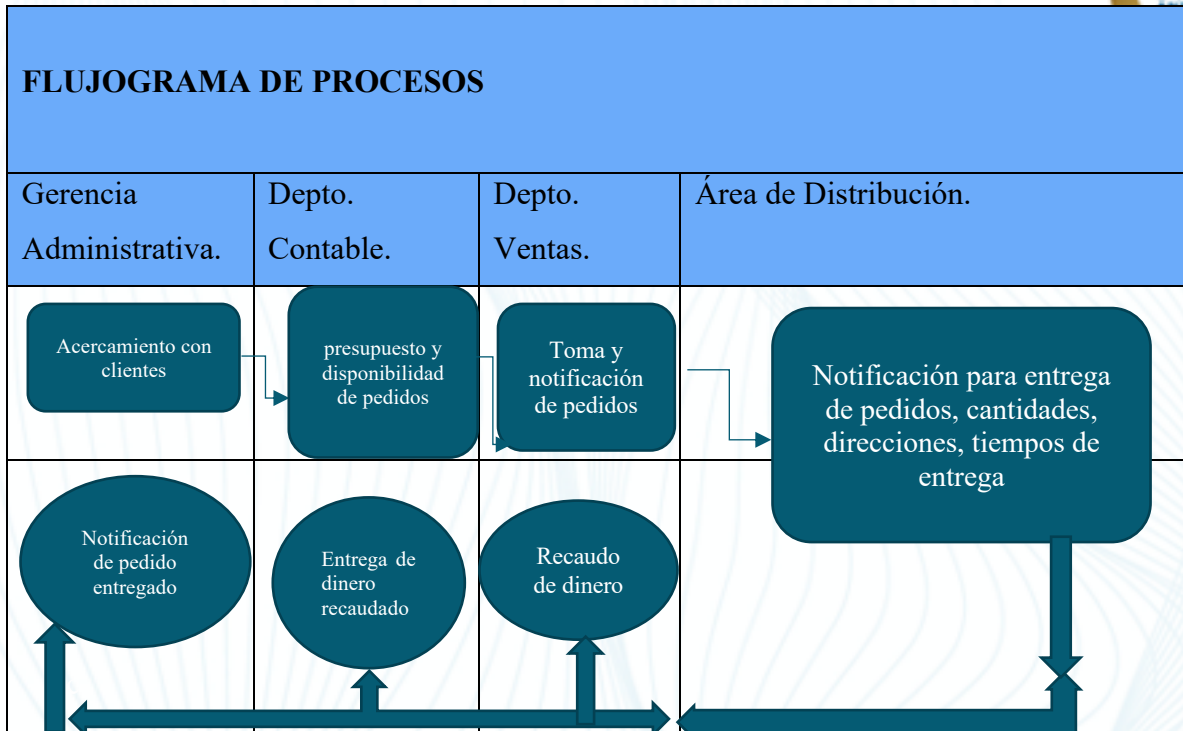 FLUJOGRAMA DE PROCESOS
Gerencia
Administrativa.
Depto.
Contable.
Depto.
Ventas.
Área de Distribución.
Acercamiento con
clientes
presupuesto y
disponibilidad
de pedidos
Toma y
notificación
de pedidos
Notificación para entrega
de pedidos, cantidades,
direcciones, tiempos de
entrega
Notificación
de pedido
entregado
Entrega de
dinero
recaudado
Recaudo
de dinero